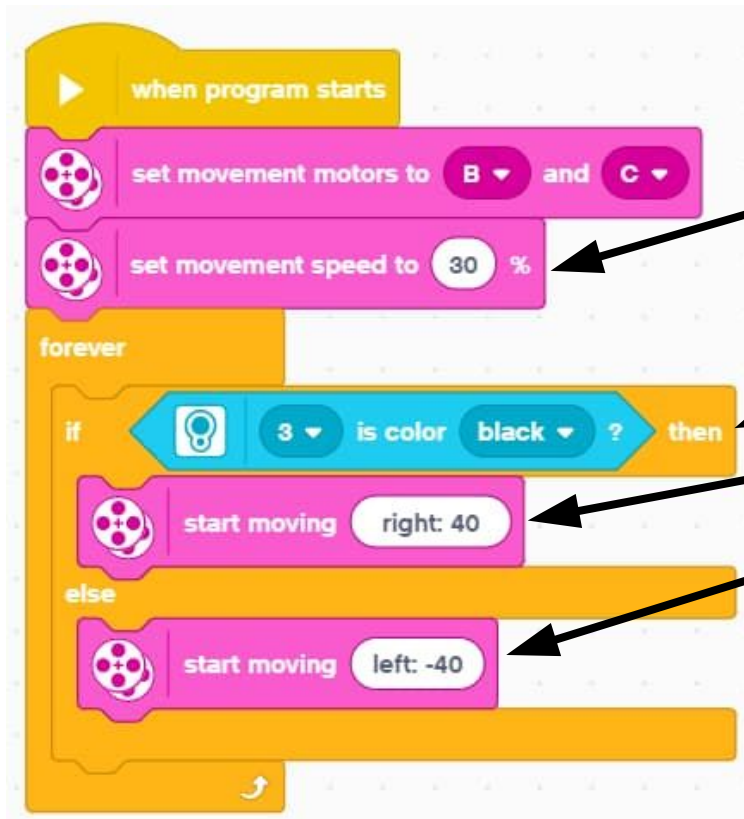 when program starts
set movement motors to B and C
set movement speed to 30 %
forever
if 3 is color black ? then
start moving right: 40
else
start moving left: -40